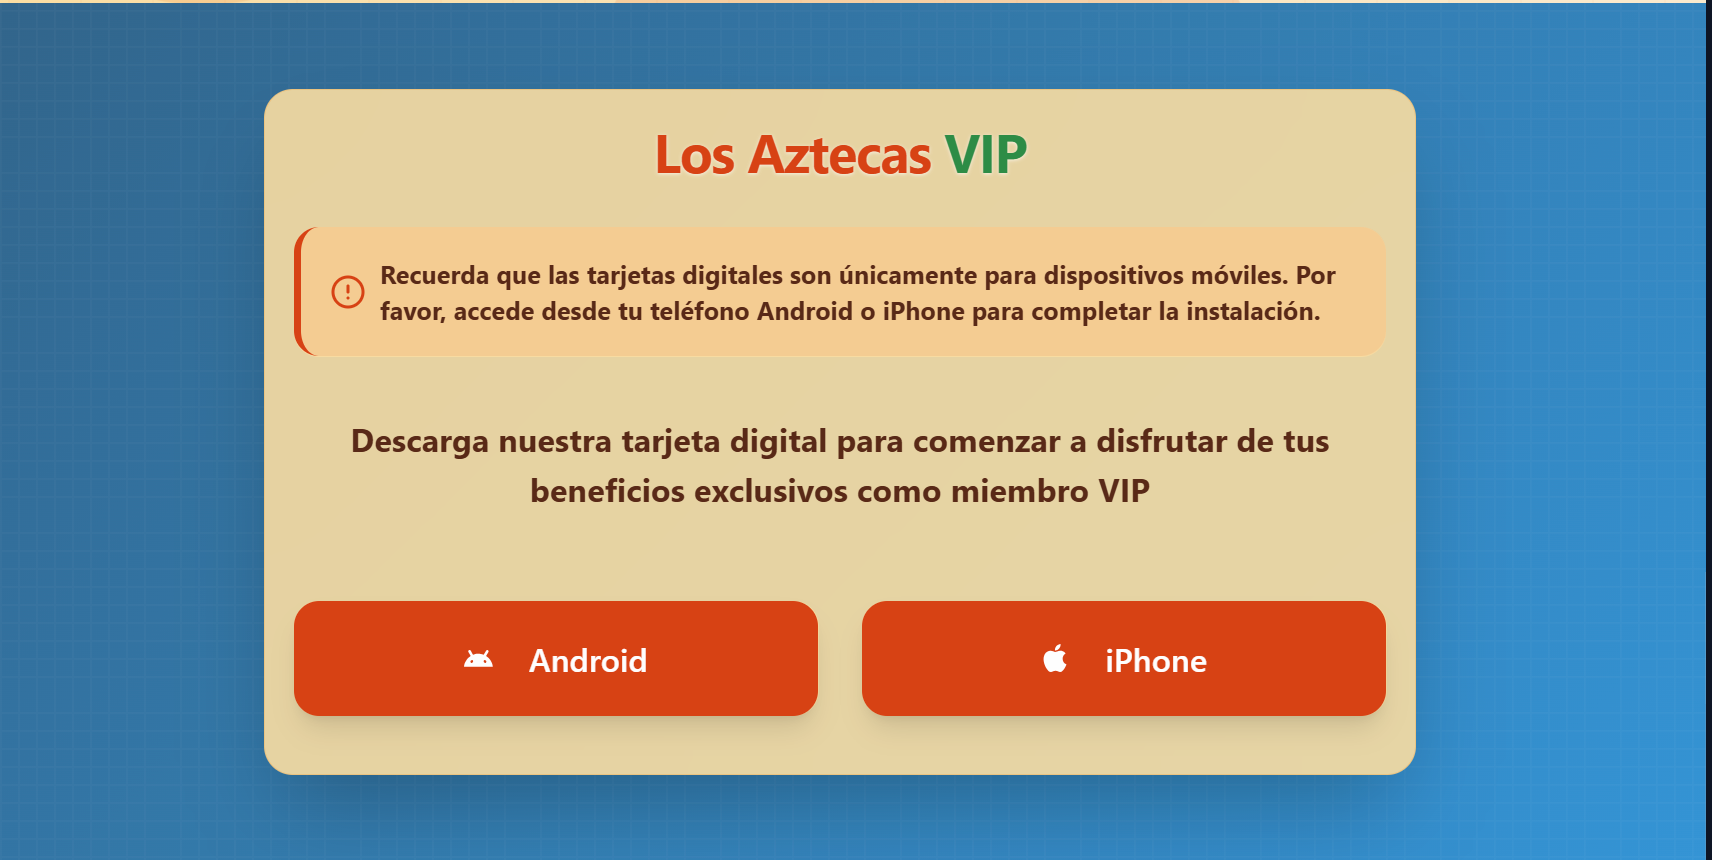 Los Aztecas VIP
Recuerda que las tarjetas digitales son únicamente para dispositivos móviles. Por
favor, accede desde tu teléfono Android o iPhone para completar la instalación.
Descarga nuestra tarjeta digital para comenzar a disfrutar de tus
beneficios exclusivos como miembro VIP
Android
iPhone